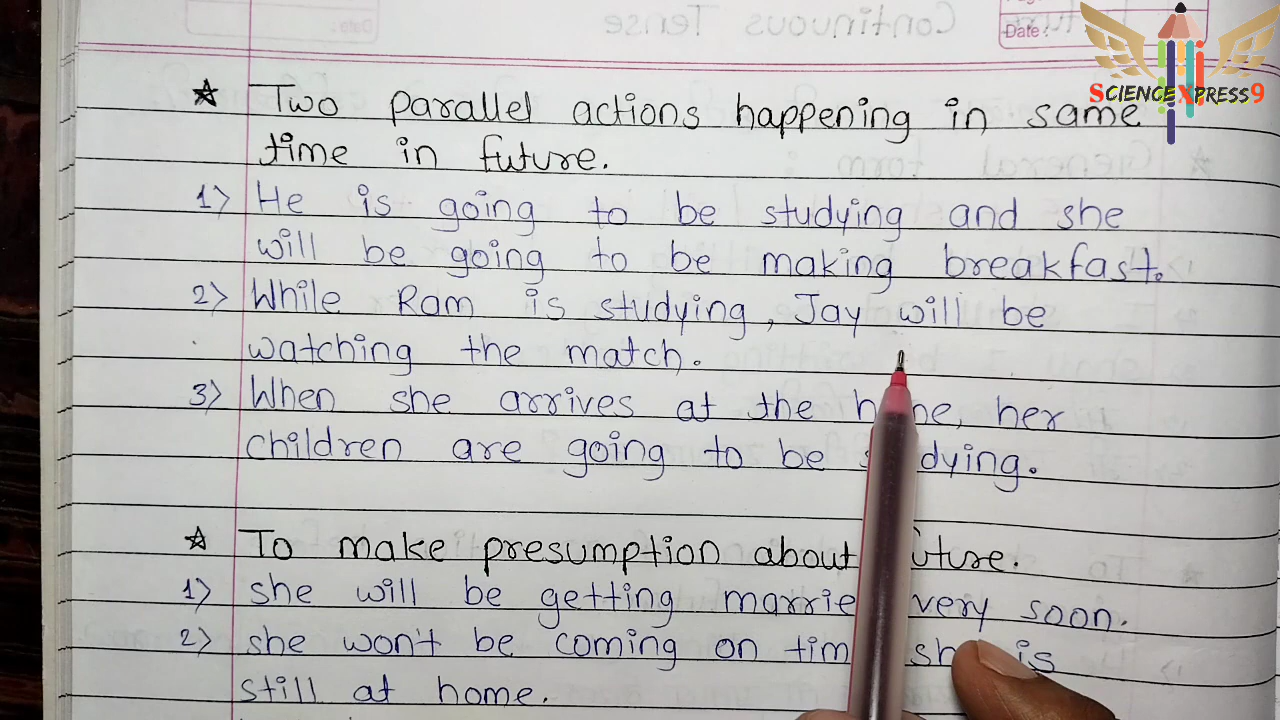 Continuous Tense
Date :
SCIENCEXPRESS9
★ Two parallel actions happening in same
time in future.
1) He is going to be studying and she
will be going to be making breakfast.
2) While Ram is studying, Jay will be
watching the match.
3) When she arrives at the her
children are going to be
★ To make presumption about
1) she will be getting very soon.
2) she won't be coming on is
still at home.